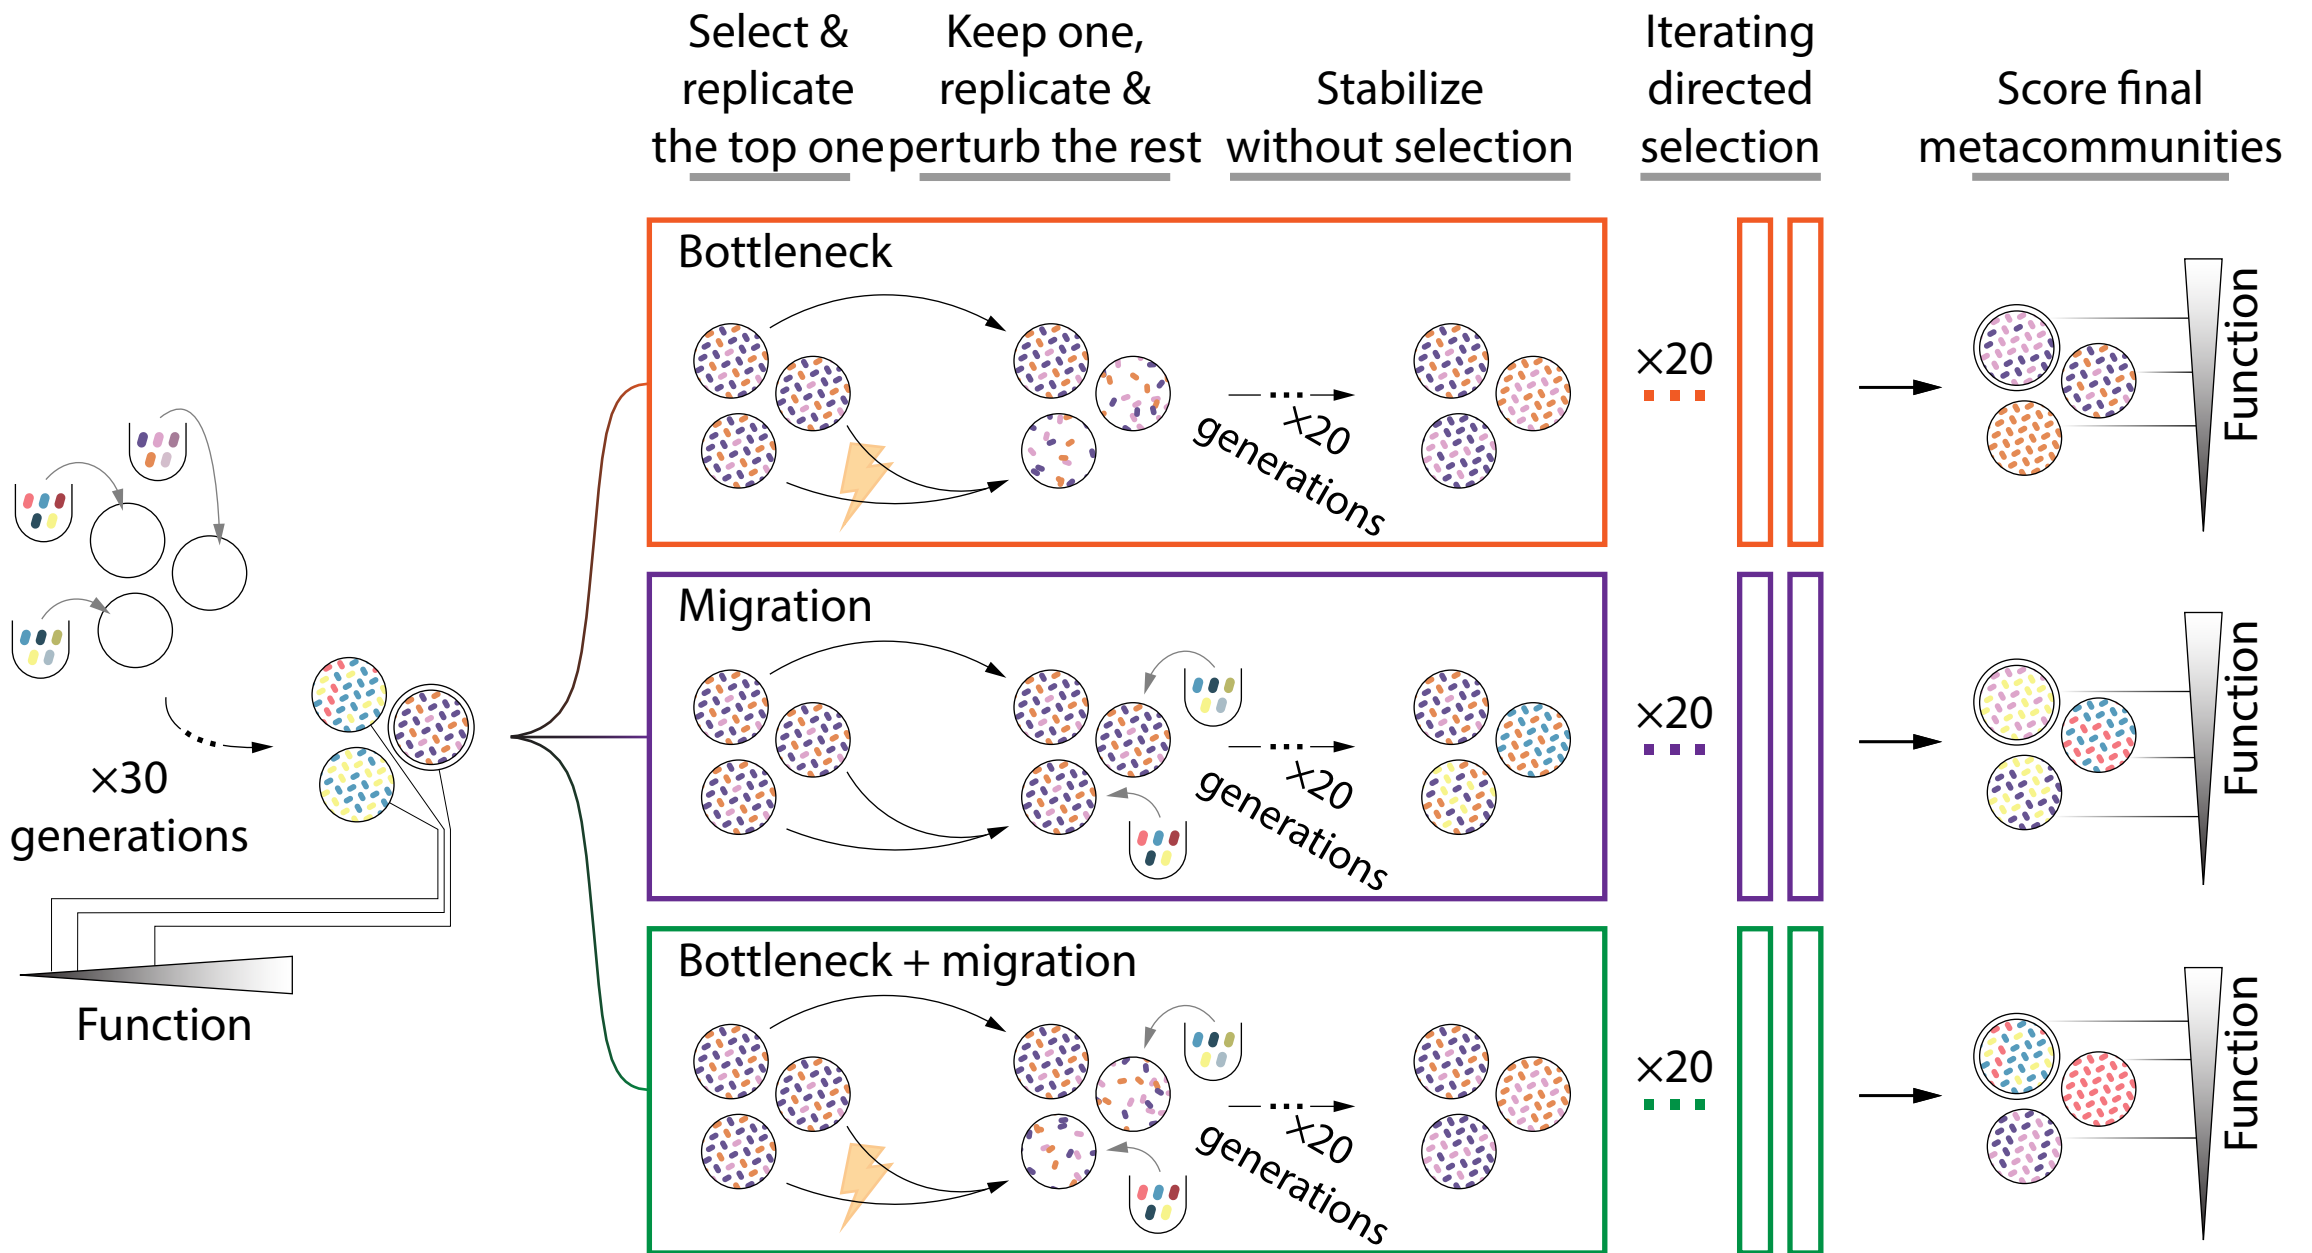 Select &
replicate
the top one
Keep one,
replicate &
perturb the rest
Stabilize
without selection
Iterating
directed
selection
Score final
metacommunities
×30
generations
Function
Bottleneck
×20
generations
×20
Function
Migration
×20
generations
×20
Function
Bottleneck + migration
×20
generations
×20
Function